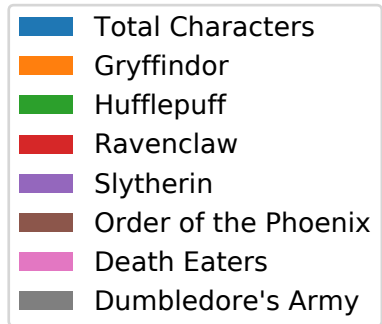 Total Characters
Gryffindor
Hufflepuff
Ravenclaw
Slytherin
Order of the Phoenix
Death Eaters
Dumbledore's Army